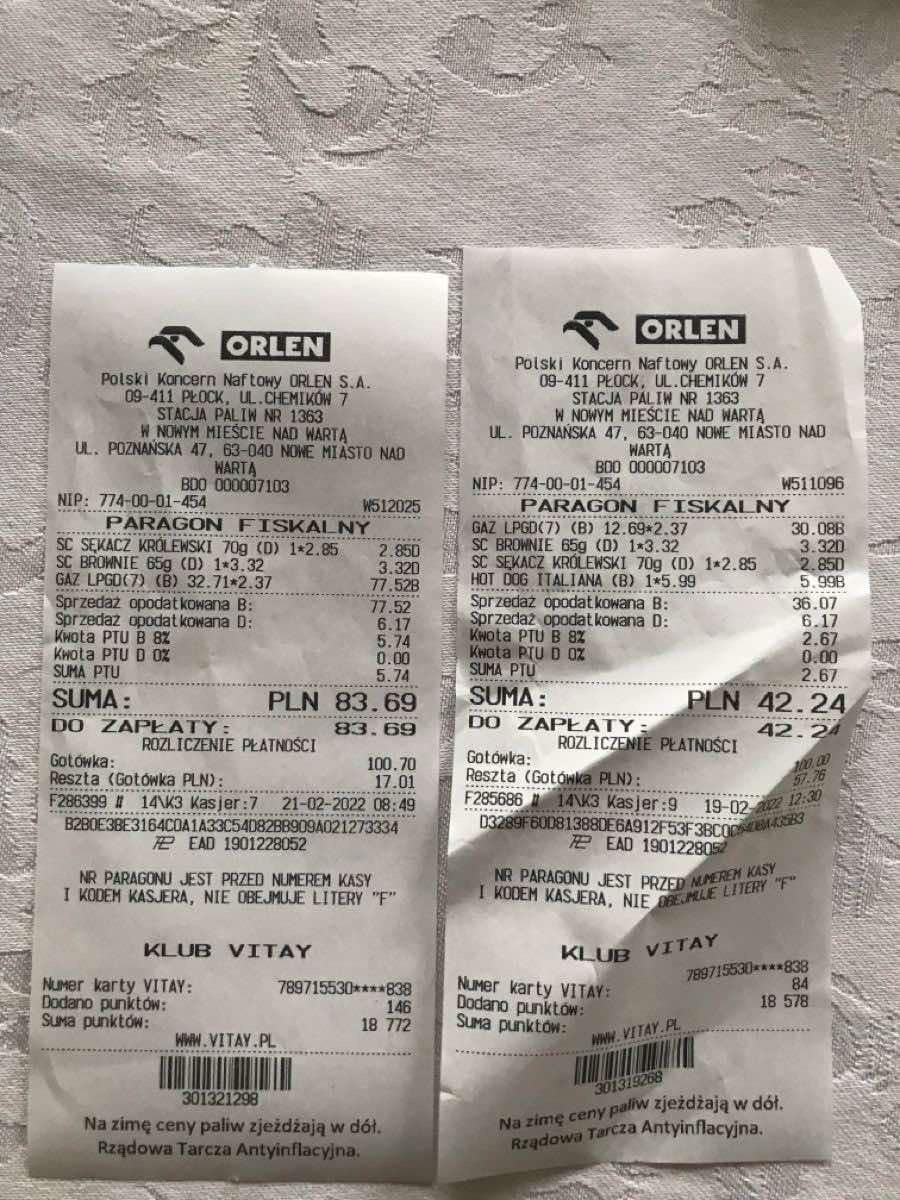 ORLEN
Polski Koncern Naftowy ORLEN S.A.
09-411 PŁOCK, UL.CHEMIKÓW 7
STACJA PALIW NR 1363
W NOWYM MIEŚCIE NAD WARTĄ
UL. POZNAŃSKA 47, 63-040 NOWE MIASTO NAD
WARTĄ
BDO 000007103
NIP: 774-00-01-454 W512025
PARAGON FISKALNY
SC SĘKACZ KRÓLEWSKI 70g (D) 1*2.85 2.85D
SC BROWNIE 65g (D) 1*3.32 3.32D
GAZ LPGD(7) (B) 32.71*2.37 77.52B
Sprzedaż opodatkowana B: 77.52
Sprzedaż opodatkowana D: 6.17
Kwota PTU B 8% 5.74
Kwota PTU D 0% 0.00
SUMA PTU 5.74
SUMA: PLN 83.69
DO ZAPŁATY: 83.69
ROZLICZENIE PŁATNOŚCI
Gotówka: 100.70
Reszta (Gotówka PLN): 17.01
F286399 # 14\K3 Kasjer:7 21-02-2022 08:49
B2B0E3BE3164C0A1A33C54D82BB909A021273334
EAD 1901228052
NR PARAGONU JEST PRZED NUMEREM KASY
I KODEM KASJERA, NIE OBEJMUJE LITERY "F"
KLUB VITAY
Numer karty VITAY: 789715530****838
Dodano punktów: 146
Suma punktów: 18 772
WWW.VITAY.PL
301321298
Na zimę ceny paliw zjeżdżają w dół.
Rządowa Tarcza Antyinflacyjna.
ORLEN
Polski Koncern Naftowy ORLEN S.A.
09-411 PŁOCK, UL.CHEMIKÓW 7
STACJA PALIW NR 1363
W NOWYM MIEŚCIE NAD WARTĄ
UL. POZNAŃSKA 47, 63-040 NOWE MIASTO NAD
WARTĄ
BDO 000007103
NIP: 774-00-01-454 W511096
PARAGON FISKALNY
GAZ LPGD(7) (B) 12.69*2.37 30.08B
SC BROWNIE 65g (D) 1*3.32 3.32D
SC SĘKACZ KRÓLEWSKI 70g (D) 1*2.85 2.85D
HOT DOG ITALIANA (B) 1*5.99 5.99B
Sprzedaż opodatkowana B: 36.07
Sprzedaż opodatkowana D: 6.17
Kwota PTU B 8% 2.67
Kwota PTU D 0% 0.00
SUMA PTU 2.67
SUMA: PLN 42.24
DO ZAPŁATY: 42.24
ROZLICZENIE PŁATNOŚCI
Gotówka: 100.00
Reszta (Gotówka PLN): 57.76
F285686 # 14\K3 Kasjer:9 19-02-2022 12:30
EAD 1901228052
NR PARAGONU JEST PRZED NUMEREM KASY
I KODEM KASJERA, NIE OBEJMUJE LITERY "F"
KLUB VITAY
Numer karty VITAY: 789715530****838
Dodano punktów: 84
Suma punktów: 18 578
WWW.VITAY.PL
301319268
Na zimę ceny paliw zjeżdżają w dół.
Rządowa Tarcza Antyinflacyjna.